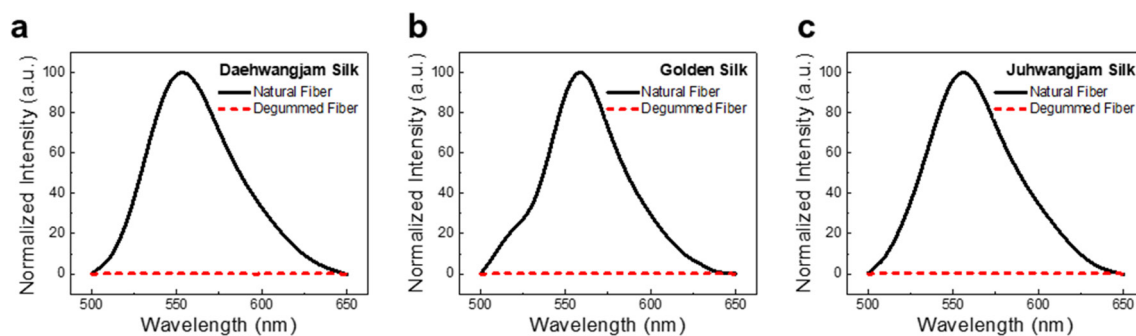 a
Normalized Intensity (a.u.)
100
80
60
40
20
0
Daehwangjam Silk
Natural Fiber
Degummed Fiber
500
550
600
650
Wavelength (nm)
b
Normalized Intensity (a.u.)
100
80
60
40
20
0
Golden Silk
Natural Fiber
Degummed Fiber
500
550
600
650
Wavelength (nm)
c
Normalized Intensity (a.u.)
100
80
60
40
20
0
Juhwangjam Silk
Natural Fiber
Degummed Fiber
500
550
600
650
Wavelength (nm)